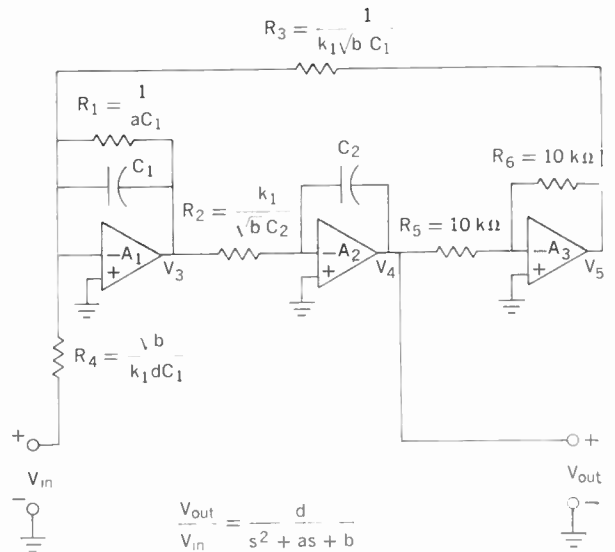 R3 = 1 / (k1√b C1)
R1 = 1 / (aC1)
C1
C2
R6 = 10 kΩ
R2 = k1 / (√b C2)
R5 = 10 kΩ
− A1 +
V3
− A2 +
V4
− A3 +
V5
R4 = √b / (k1dC1)
+
+
Vin
Vout
−
−
Vout / Vin = d / (s² + as + b)